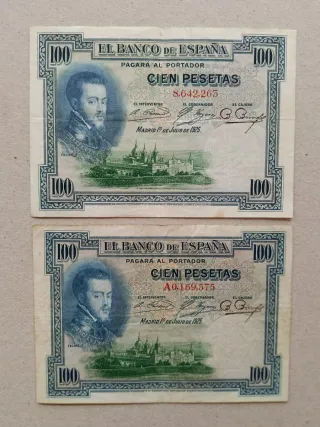 100 EL BANCO DE ESPAÑA 100
PAGARÁ AL PORTADOR
CIEN PESETAS
8,642,265
EL INTERVENTOR EL GOBERNADOR EL CAJERO
MADRID 1º DE JULIO DE 1925.
100 100
100 EL BANCO DE ESPAÑA 100
PAGARÁ AL PORTADOR
CIEN PESETAS
A0,169,375
EL INTERVENTOR EL GOBERNADOR EL CAJERO
MADRID 1º DE JULIO DE 1925.
100 100